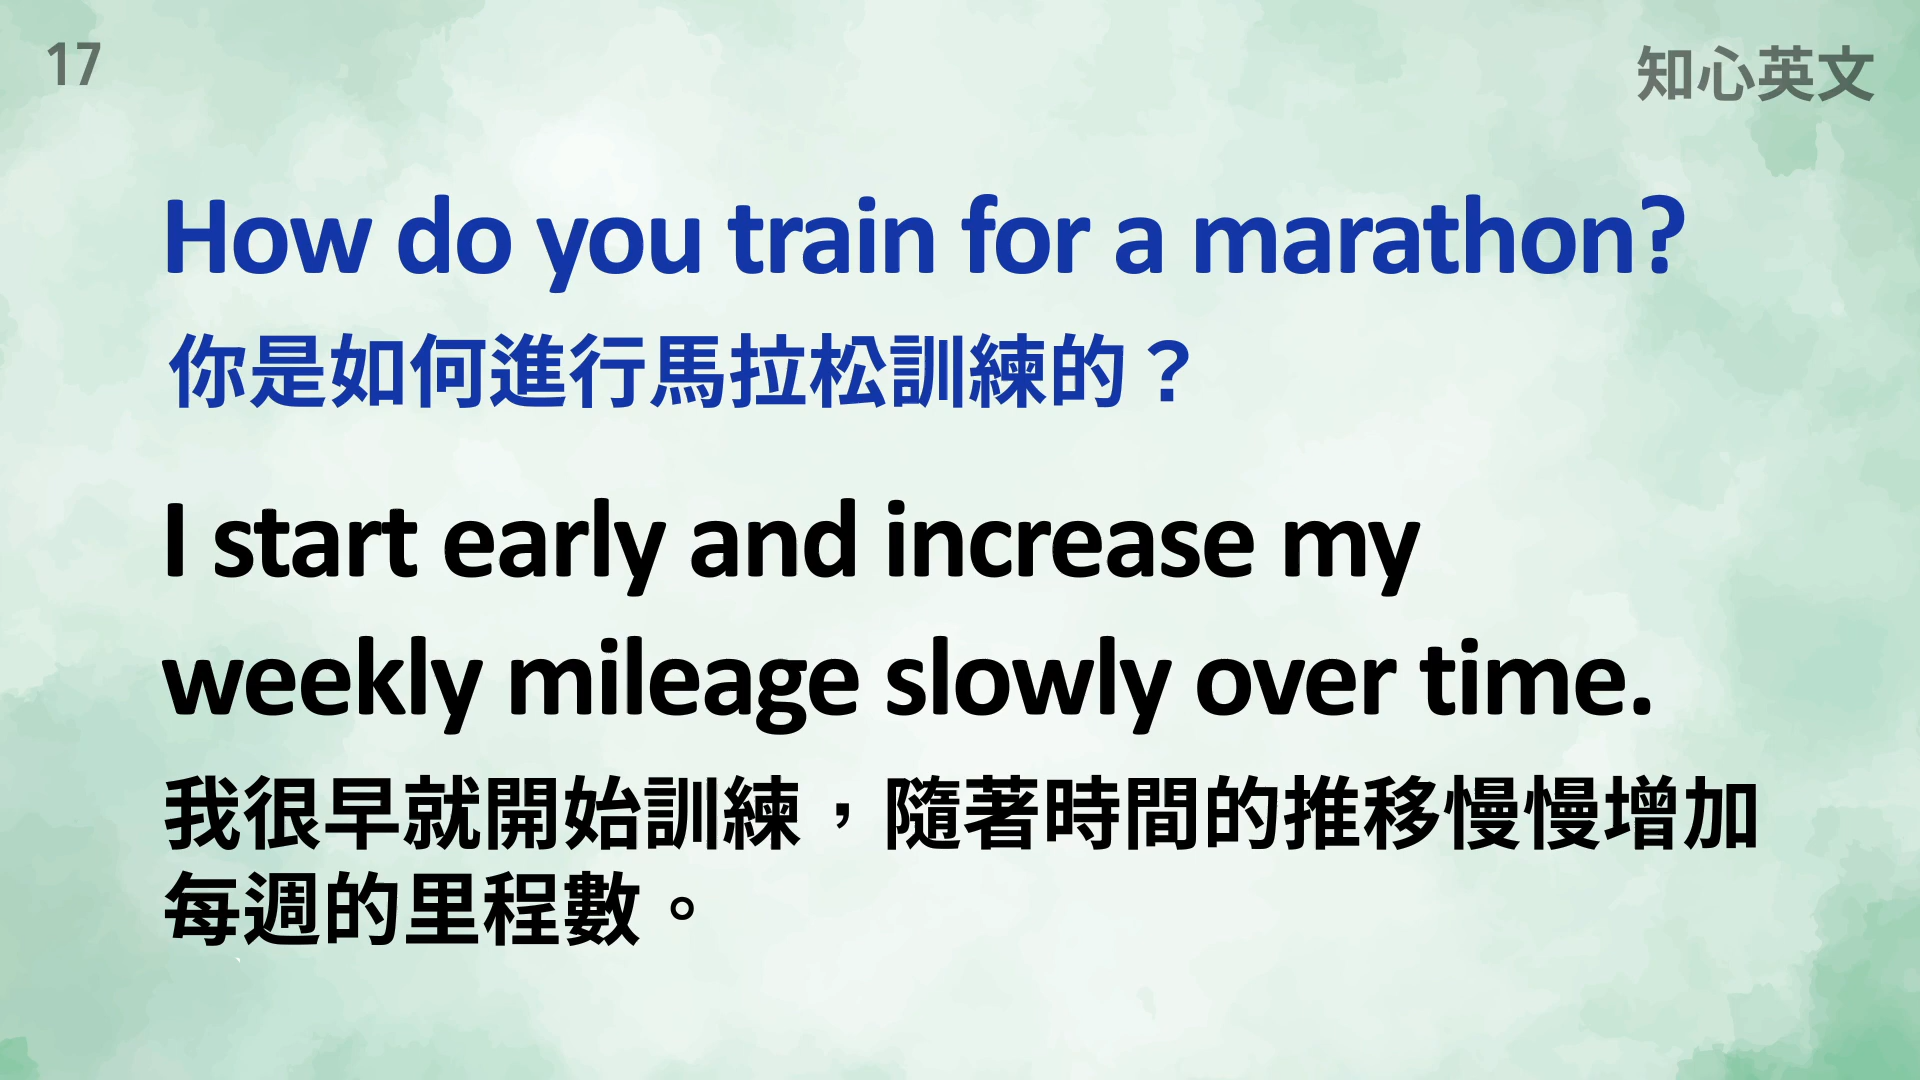 17
知心英文
How do you train for a marathon?
你是如何進行馬拉松訓練的？
I start early and increase my
weekly mileage slowly over time.
我很早就開始訓練，隨著時間的推移慢慢增加
每週的里程數。